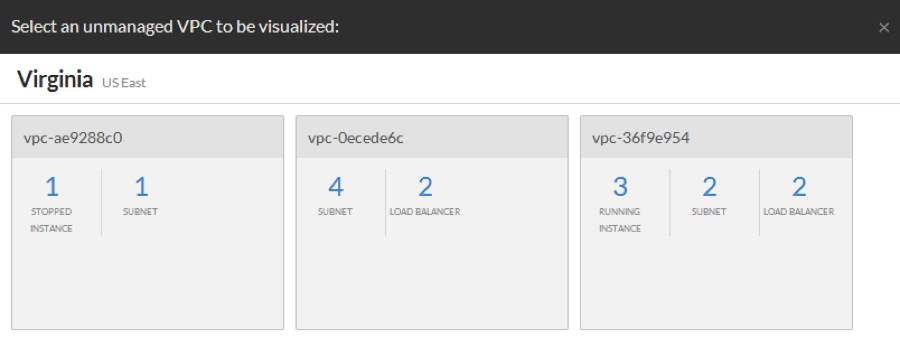 Select an unmanaged VPC to be visualized:
×
Virginia US East
vpc-ae9288c0
1 1
STOPPED INSTANCE SUBNET
vpc-0ecede6c
4 2
SUBNET LOAD BALANCER
vpc-36f9e954
3 2 2
RUNNING INSTANCE SUBNET LOAD BALANCER